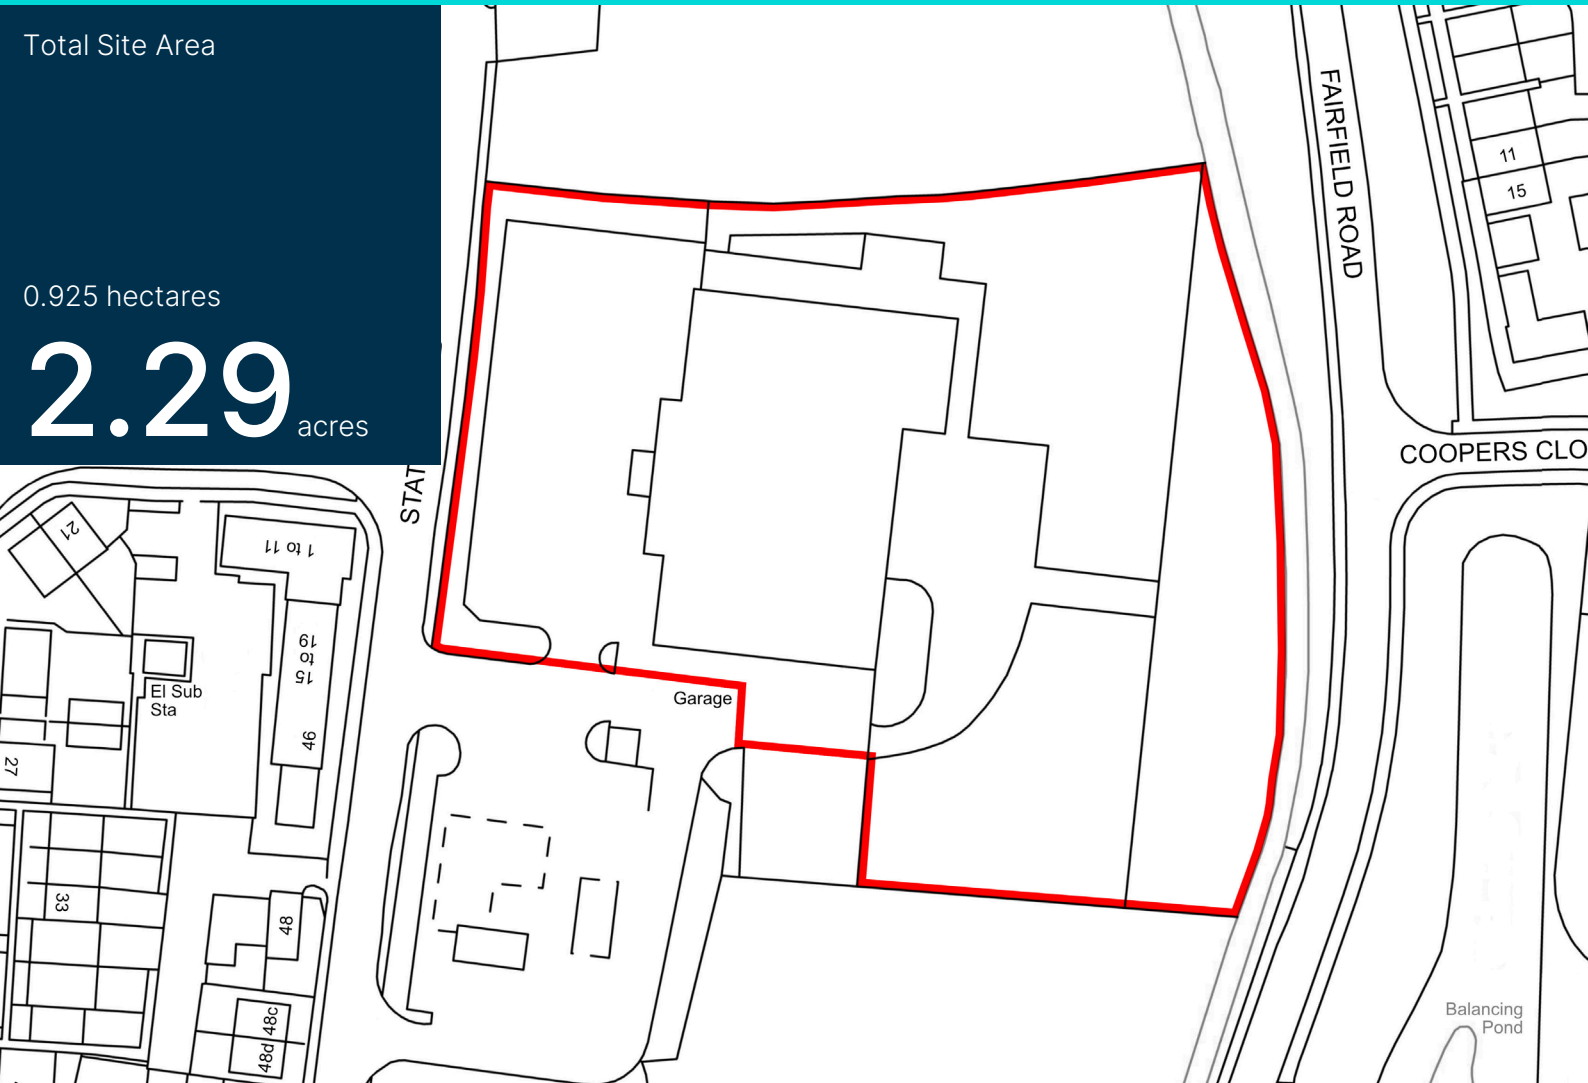 Total Site Area
0.925 hectares
2.29 acres
FAIRFIELD ROAD
11
15
COOPERS CLO
STAT
21
1 to 11
15
to
19
46
El Sub
Sta
Garage
27
33
48
48c
48d
Balancing
Pond